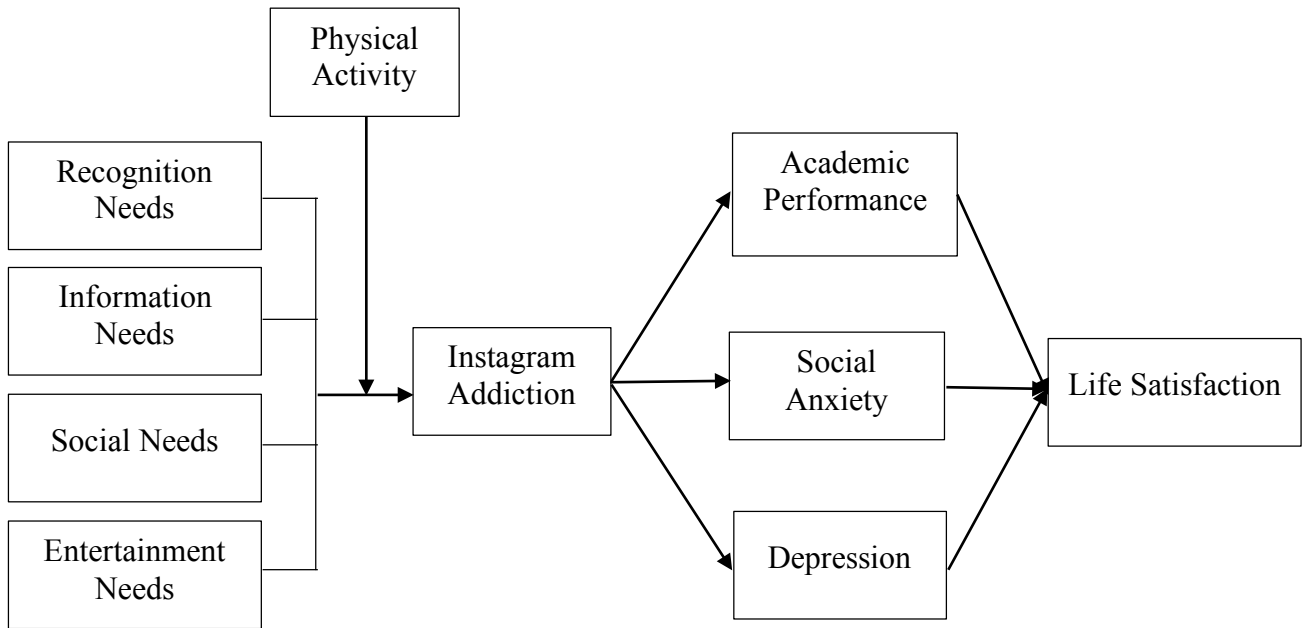 Physical
Activity
Recognition
Needs
Information
Needs
Social Needs
Entertainment
Needs
Instagram
Addiction
Academic
Performance
Social
Anxiety
Depression
Life Satisfaction